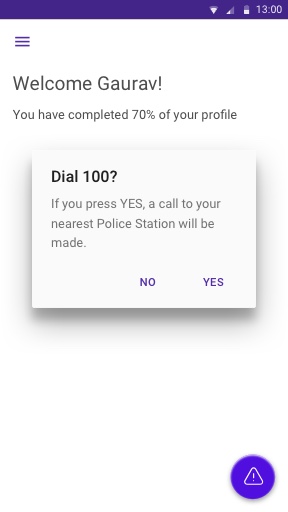 13:00
Welcome Gaurav!
You have completed 70% of your profile
Dial 100?
If you press YES, a call to your
nearest Police Station will be
made.
NO YES